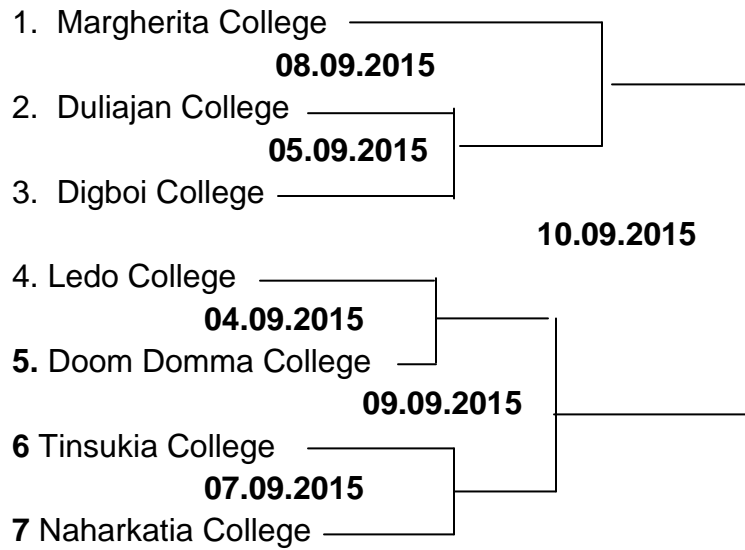 1. Margherita College
08.09.2015
2. Duliajan College
05.09.2015
3. Digboi College
10.09.2015
4. Ledo College
04.09.2015
5. Doom Domma College
09.09.2015
6 Tinsukia College
07.09.2015
7 Naharkatia College